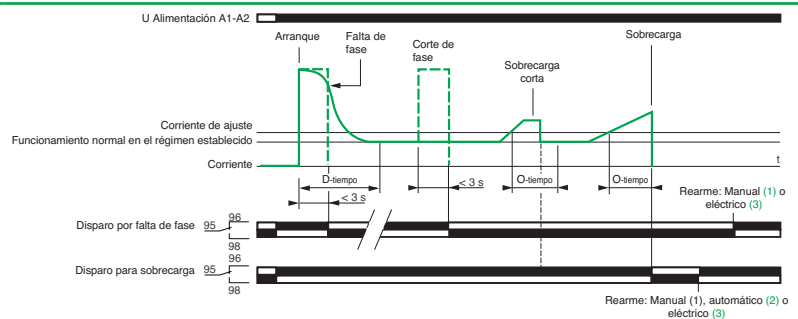 U Alimentación A1-A2
Arranque
Falta de
fase
Corte de
fase
Sobrecarga
corta
Sobrecarga
Corriente de ajuste
Funcionamiento normal en el régimen establecido
Corriente
t
D-tiempo
< 3 s
< 3 s
O-tiempo
O-tiempo
Rearme: Manual (1) o
eléctrico (3)
Disparo por falta de fase
95
96
98
Disparo para sobrecarga
95
96
98
Rearme: Manual (1), automático (2) o
eléctrico (3)